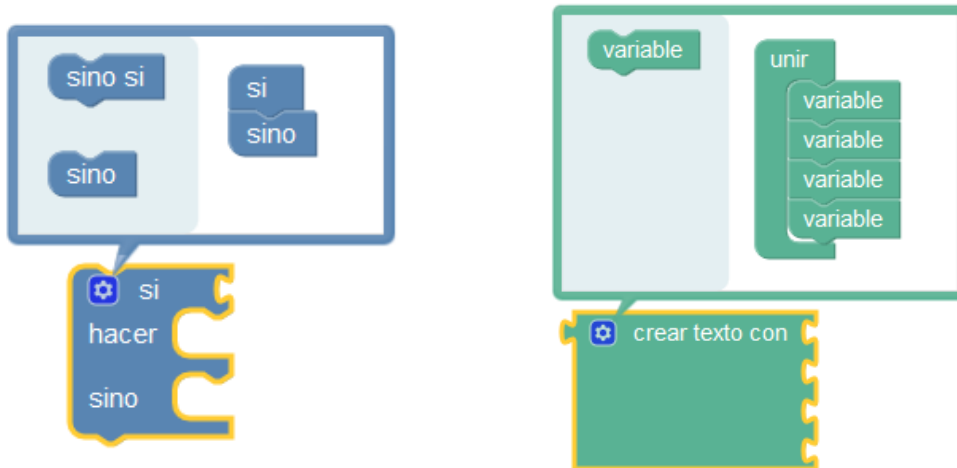 sino si
sino
si
sino
si
hacer
sino
variable
unir
variable
variable
variable
variable
crear texto con